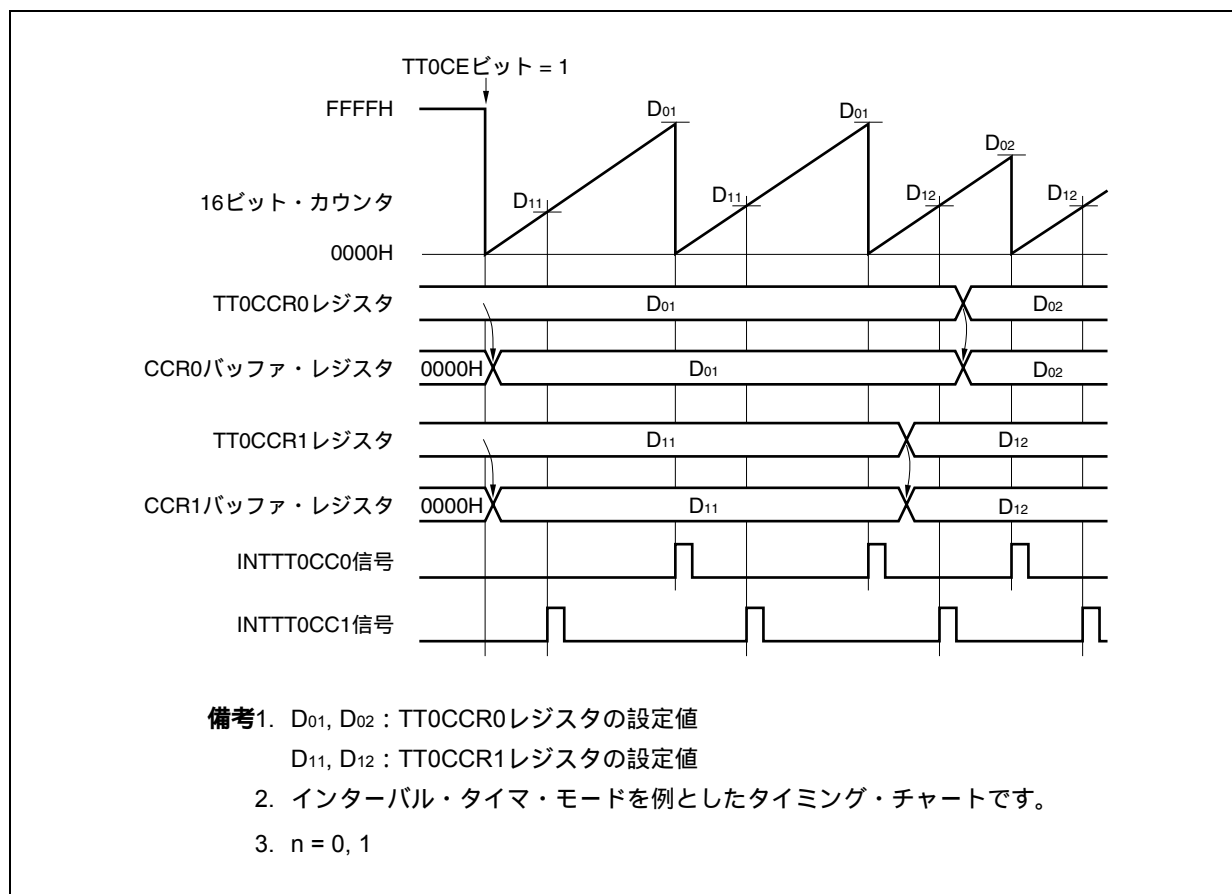 TT0CEビット = 1
FFFFH
D01 D01 D02
16ビット・カウンタ D11 D11 D12 D12
0000H
TT0CCR0レジスタ D01 D02
CCR0バッファ・レジスタ 0000H D01 D02
TT0CCR1レジスタ D11 D12
CCR1バッファ・レジスタ 0000H D11 D12
INTTT0CC0信号
INTTT0CC1信号
備考1. D01, D02：TT0CCR0レジスタの設定値
D11, D12：TT0CCR1レジスタの設定値
2. インターバル・タイマ・モードを例としたタイミング・チャートです。
3. n = 0, 1